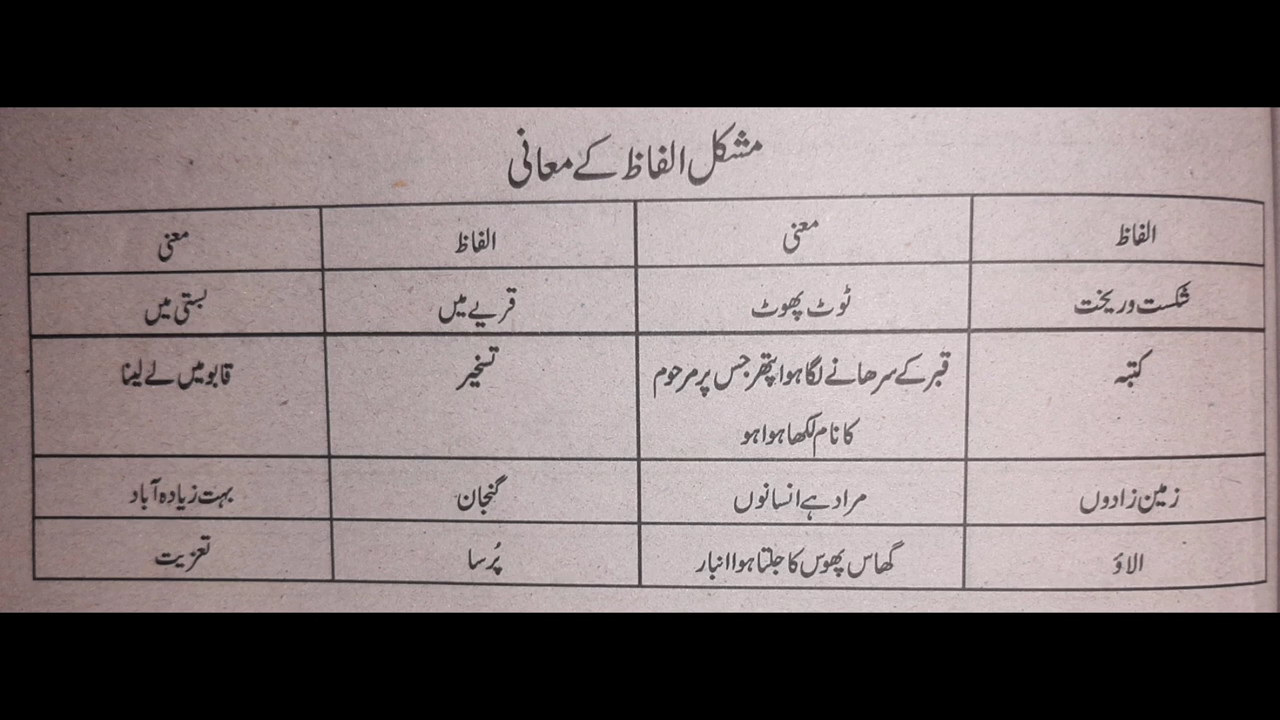 مشکل الفاظ کے معانی
الفاظ معنی الفاظ معنی
شکست وریخت ٹوٹ پھوٹ قریے میں بستی میں
کتبہ قبر کے سرھانے لگا ہوا پتھر جس پر مرحوم تسخیر قابو میں لے لینا
کا نام لکھا ہوا ہو
زمین زادوں مراد ہے انسانوں گنجان بہت زیادہ آباد
الاؤ گھاس پھوس کا جلتا ہوا انبار پُرسا تعزیت